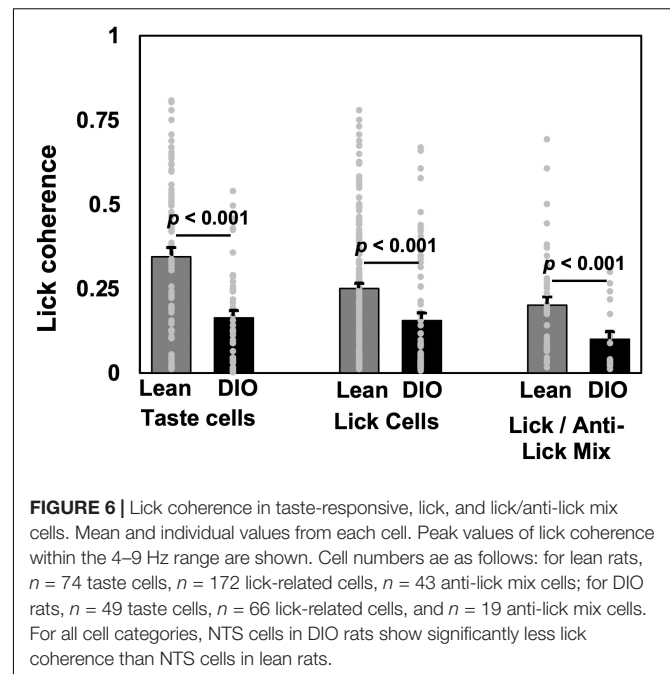 1
0.75
0.5
0.25
0
Lick coherence
p < 0.001
p < 0.001
p < 0.001
Lean DIO
Taste cells
Lean DIO
Lick Cells
Lean DIO
Lick / Anti-
Lick Mix
FIGURE 6 | Lick coherence in taste-responsive, lick, and lick/anti-lick mix
cells. Mean and individual values from each cell. Peak values of lick coherence
within the 4–9 Hz range are shown. Cell numbers ae as follows: for lean rats,
n = 74 taste cells, n = 172 lick-related cells, n = 43 anti-lick mix cells; for DIO
rats, n = 49 taste cells, n = 66 lick-related cells, and n = 19 anti-lick mix cells.
For all cell categories, NTS cells in DIO rats show significantly less lick
coherence than NTS cells in lean rats.